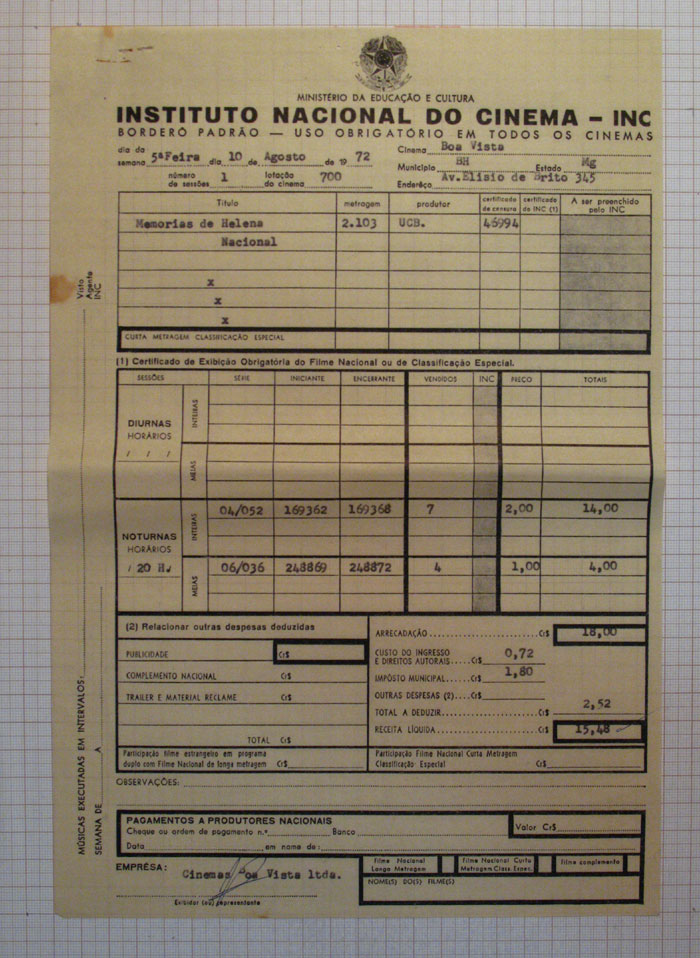 MINISTÉRIO DA EDUCAÇÃO E CULTURA
INSTITUTO NACIONAL DO CINEMA – INC
BORDERÔ PADRÃO — USO OBRIGATÓRIO EM TODOS OS CINEMAS
dia da semana 5ªFeira dia 10 de Agosto de 19 72
Cinema Boa Vista
Município BH Estado Mg
Endereço Av.Elisio de Brito 345
número de sessões 1 lotação do cinema 700
Título metragem produtor certificado de censura certificado do INC (1) A ser preenchido pelo INC
Memorias de Helena 2.103 UCB. 46994
Nacional
x
x
x
CURTA METRAGEM CLASSIFICAÇÃO ESPECIAL
(1) Certificado de Exibição Obrigatória do Filme Nacional ou de Classificação Especial.
SESSÕES SÉRIE INICIANTE ENCERRANTE VENDIDOS INC PREÇO TOTAIS
DIURNAS
HORÁRIOS
/ / /
INTEIRAS
MEIAS
NOTURNAS
HORÁRIOS
/ 20 H.
INTEIRAS 04/052 169362 169368 7 2,00 14,00
MEIAS 06/036 248869 248872 4 1,00 4,00
(2) Relacionar outras despesas deduzidas
PUBLICIDADE Cr$
COMPLEMENTO NACIONAL Cr$
TRAILER E MATERIAL RECLAME Cr$
TOTAL Cr$
ARRECADAÇÃO Cr$ 18,00
CUSTO DO INGRESSO E DIREITOS AUTORAIS Cr$ 0,72
IMPÔSTO MUNICIPAL Cr$ 1,80
OUTRAS DESPESAS (2) Cr$
TOTAL A DEDUZIR Cr$ 2,52
RECEITA LÍQUIDA Cr$ 15,48
Participação filme estrangeiro em programa
duplo com Filme Nacional de longa metragem Cr$
Participação Filme Nacional Curta Metragem
Classificação Especial Cr$
OBSERVAÇÕES:
PAGAMENTOS A PRODUTORES NACIONAIS
Cheque ou ordem de pagamento n.º Banco Valor Cr$
Data em nome de:
EMPRÊSA: Cinemas Boa Vista ltda.
Exibidor (ou) representante
Filme Nacional Longa Metragem
Filme Nacional Curta Metragem Class. Espec.
Filme complemento
NOME(S) DO(S) FILME(S)
Visto Agente INC
MÚSICAS EXECUTADAS EM INTERVALOS:
SEMANA DE A